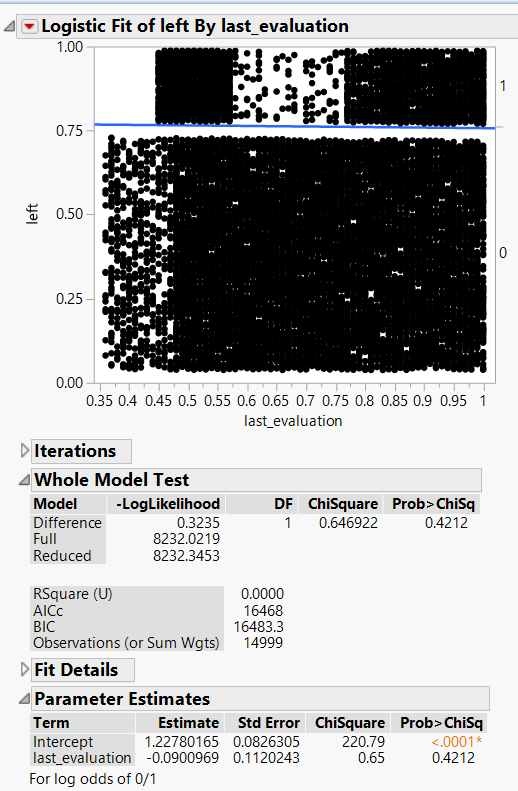 Logistic Fit of left By last_evaluation
1.00
1
0.75
left
0.50
0
0.25
0.00
0.35 0.4 0.45 0.5 0.55 0.6 0.65 0.7 0.75 0.8 0.85 0.9 0.95 1
last_evaluation
Iterations
Whole Model Test
Model -LogLikelihood DF ChiSquare Prob>ChiSq
Difference 0.3235 1 0.646922 0.4212
Full 8232.0219
Reduced 8232.3453
RSquare (U) 0.0000
AICc 16468
BIC 16483.3
Observations (or Sum Wgts) 14999
Fit Details
Parameter Estimates
Term Estimate Std Error ChiSquare Prob>ChiSq
Intercept 1.22780165 0.0826305 220.79 <.0001*
last_evaluation -0.0900969 0.1120243 0.65 0.4212
For log odds of 0/1